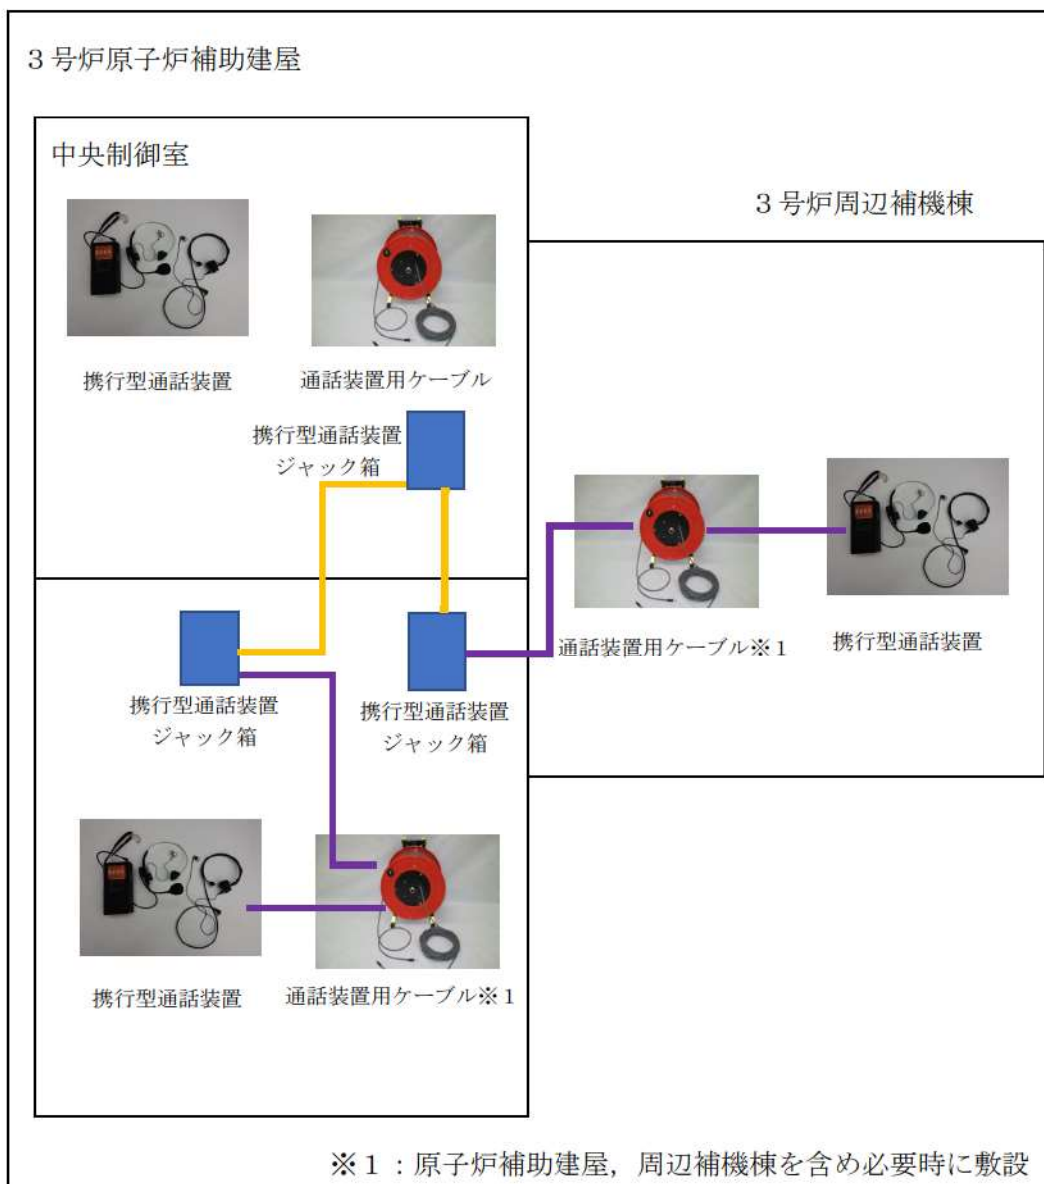 ３号炉原子炉補助建屋
中央制御室
３号炉周辺補機棟
携行型通話装置
通話装置用ケーブル
携行型通話装置
ジャック箱
通話装置用ケーブル※１
携行型通話装置
携行型通話装置
ジャック箱
携行型通話装置
ジャック箱
携行型通話装置
通話装置用ケーブル※１
※１：原子炉補助建屋，周辺補機棟を含め必要時に敷設